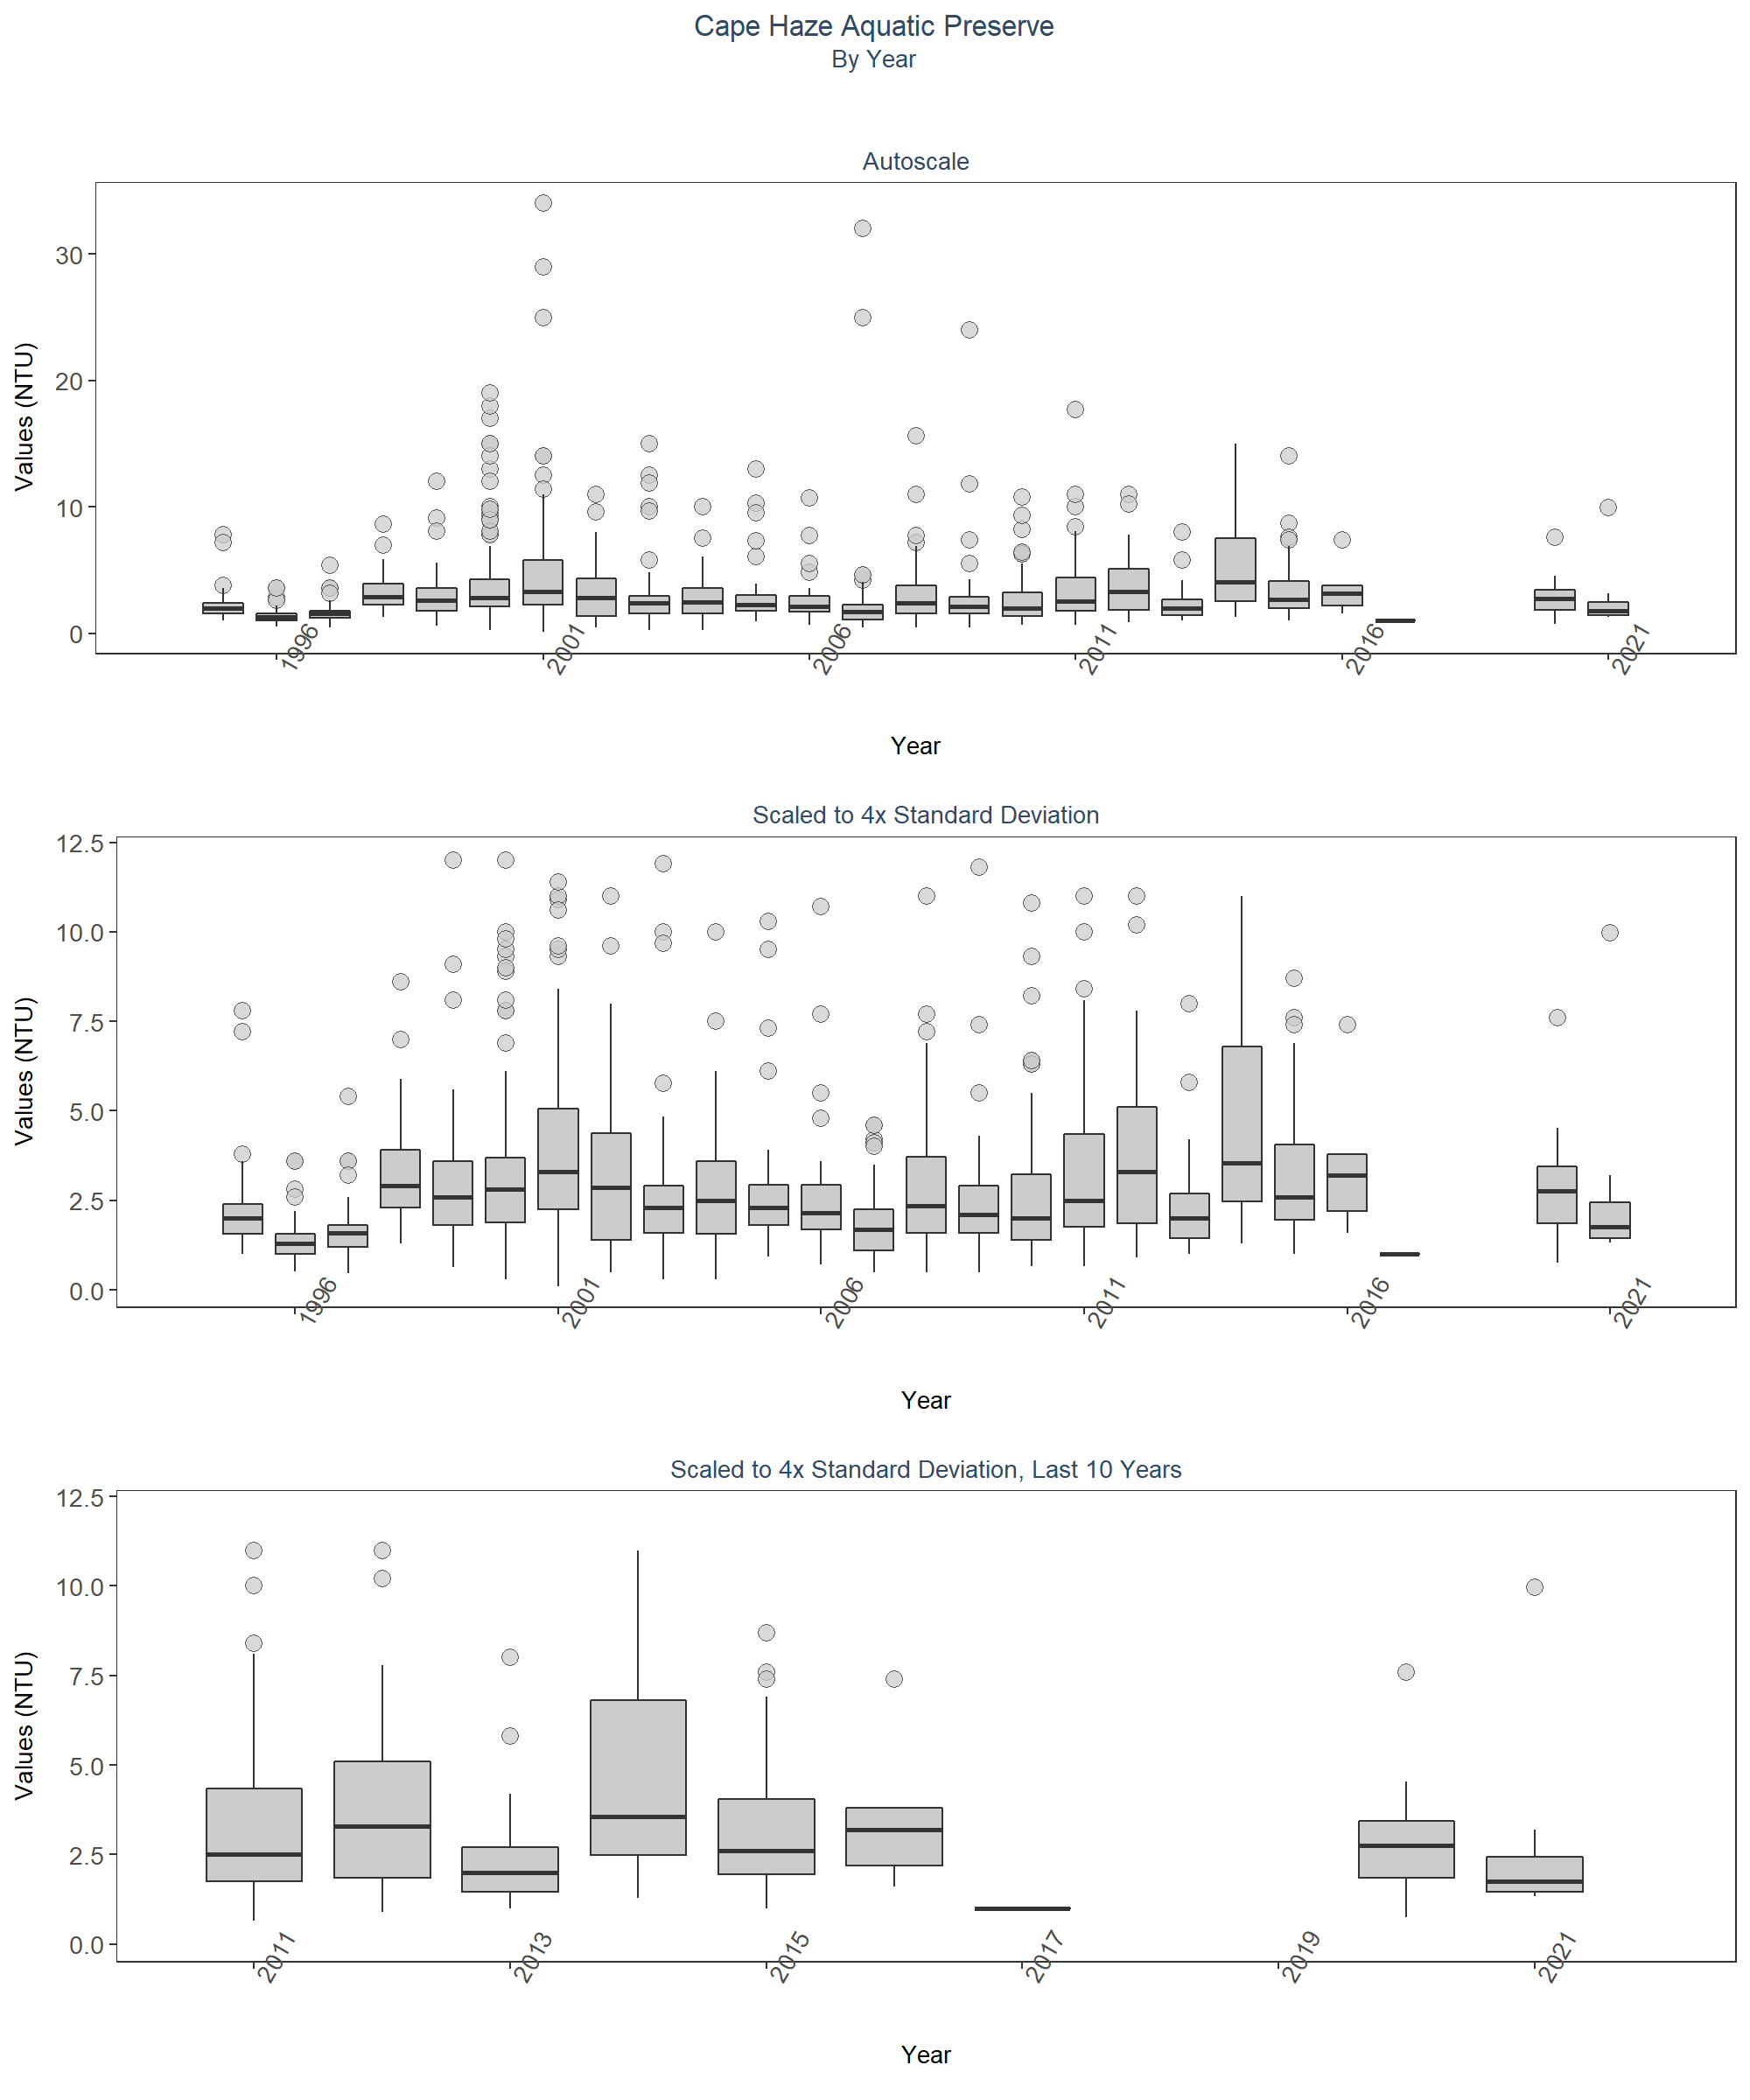 Cape Haze Aquatic Preserve
By Year
Autoscale
Values (NTU)
30
20
10
0
1996 2001 2006 2011 2016 2021
Year
Scaled to 4x Standard Deviation
Values (NTU)
12.5
10.0
7.5
5.0
2.5
0.0
1996 2001 2006 2011 2016 2021
Year
Scaled to 4x Standard Deviation, Last 10 Years
Values (NTU)
12.5
10.0
7.5
5.0
2.5
0.0
2011 2013 2015 2017 2019 2021
Year